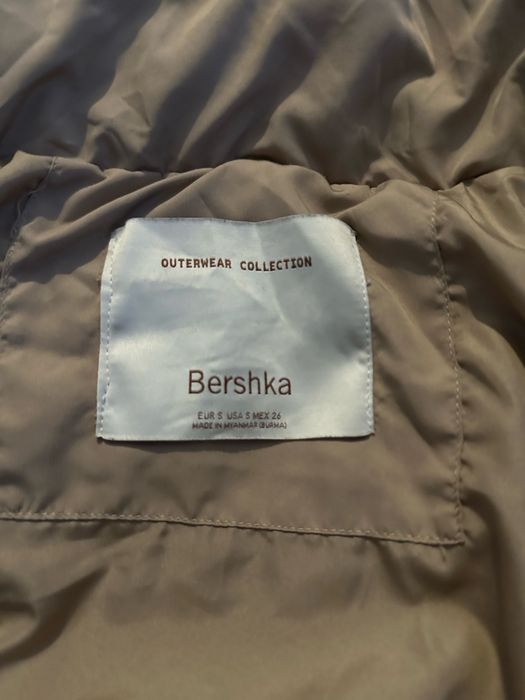 OUTERWEAR COLLECTION
Bershka
EUR S USA S MEX 26
MADE IN MYANMAR (BURMA)